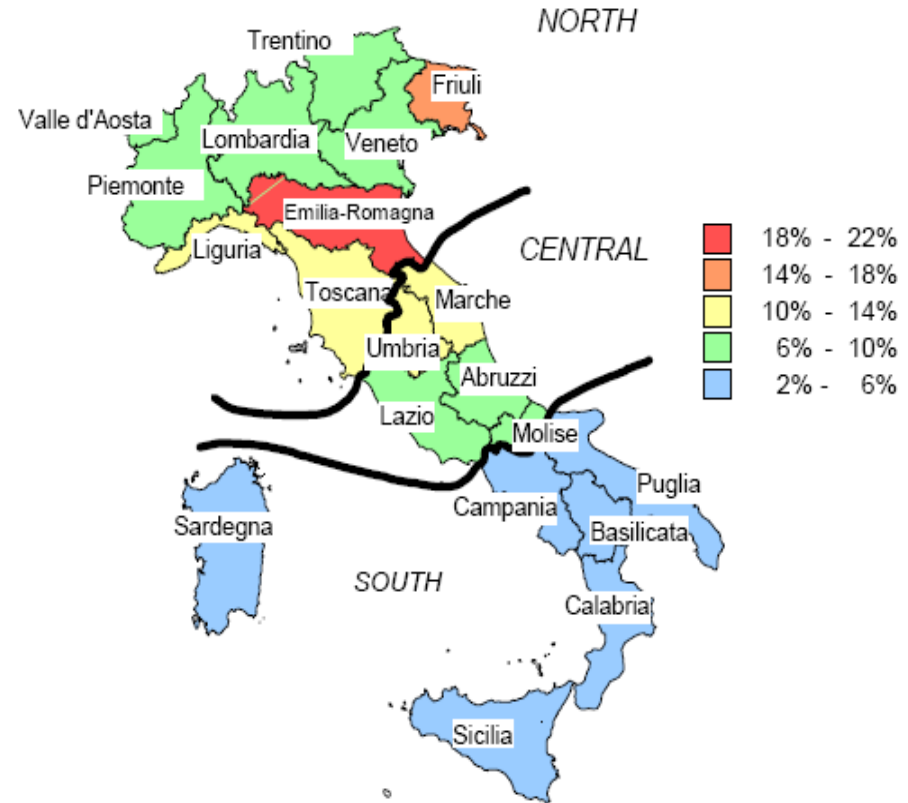 NORTH
Trentino
Friuli
Valle d'Aosta
Lombardia
Veneto
Piemonte
Emilia-Romagna
Liguria
CENTRAL
18% - 22%
14% - 18%
10% - 14%
6% - 10%
2% - 6%
Toscana
Marche
Umbria
Abruzzi
Lazio
Molise
Puglia
Campania
Sardegna
Basilicata
SOUTH
Calabria
Sicilia